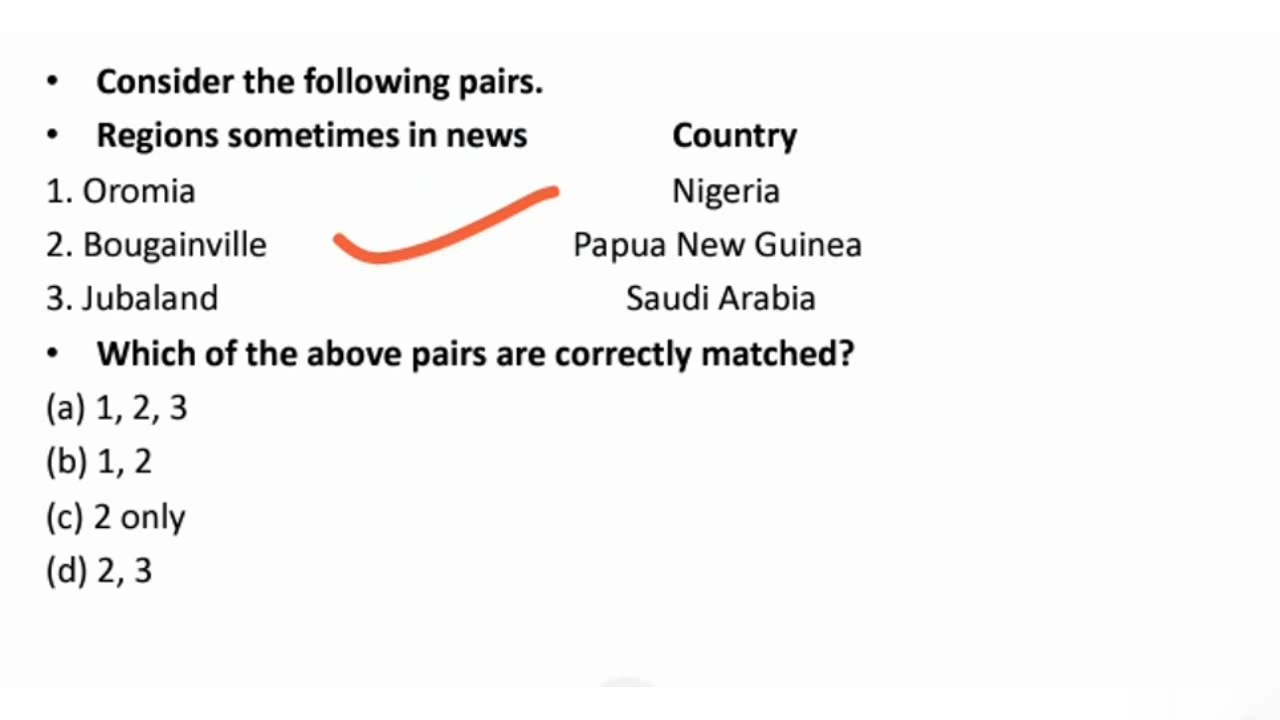 • Consider the following pairs.
• Regions sometimes in news Country
1. Oromia Nigeria
2. Bougainville Papua New Guinea
3. Jubaland Saudi Arabia
• Which of the above pairs are correctly matched?
(a) 1, 2, 3
(b) 1, 2
(c) 2 only
(d) 2, 3